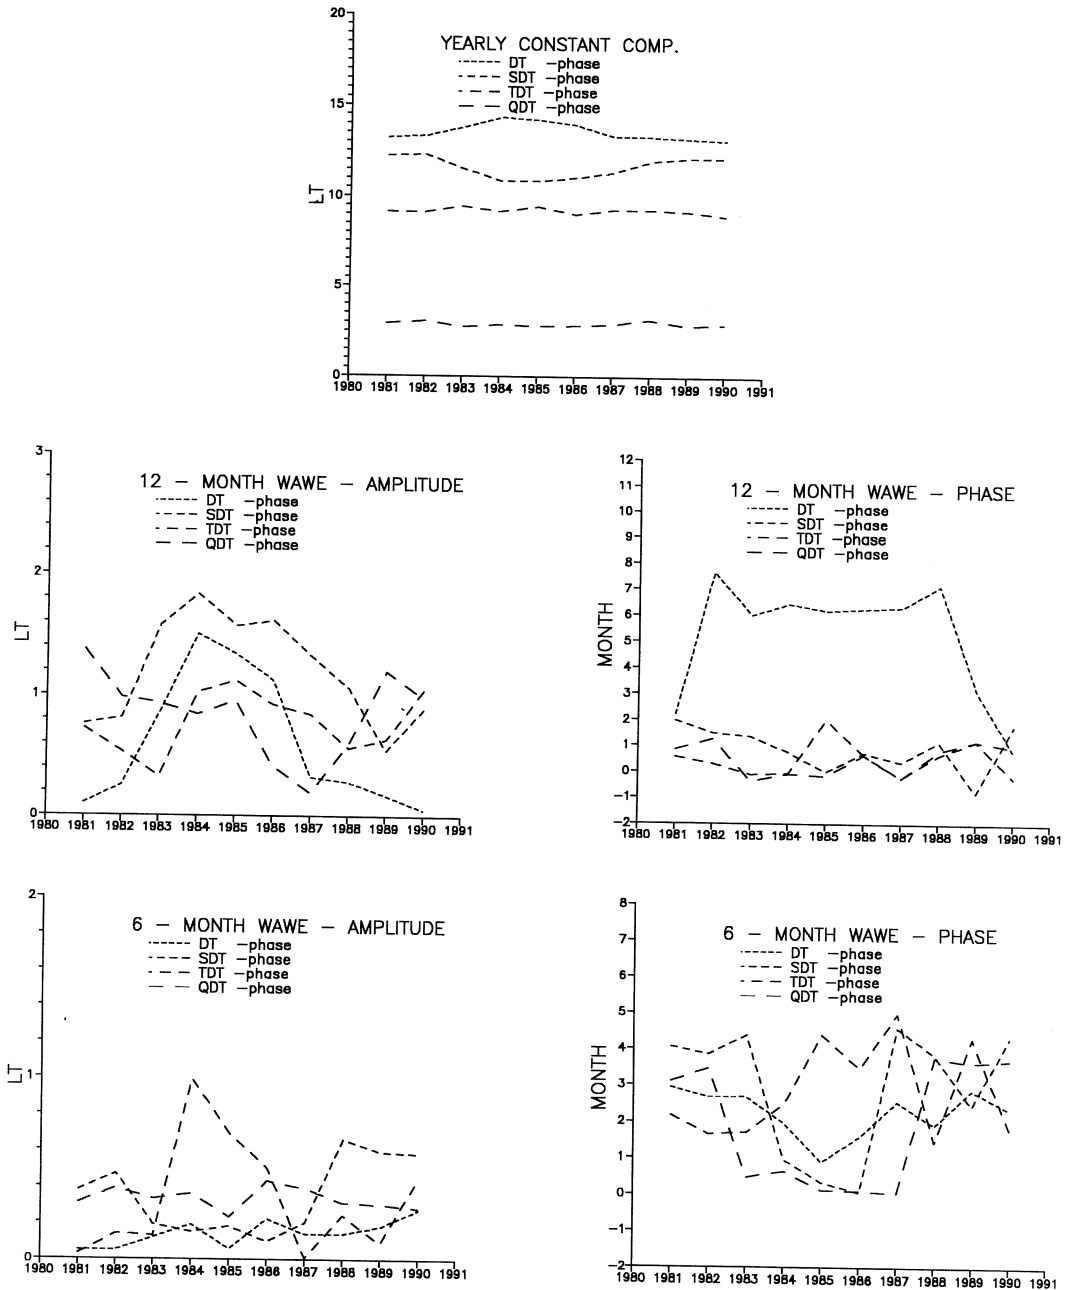 YEARLY CONSTANT COMP.
DT –phase
SDT –phase
TDT –phase
QDT –phase
20
15
10
5
0
LT
1980 1981 1982 1983 1984 1985 1986 1987 1988 1989 1990 1991
12 – MONTH WAWE – AMPLITUDE
DT –phase
SDT –phase
TDT –phase
QDT –phase
3
2
1
0
LT
1980 1981 1982 1983 1984 1985 1986 1987 1988 1989 1990 1991
12 – MONTH WAWE – PHASE
DT –phase
SDT –phase
TDT –phase
QDT –phase
12
11
10
9
8
7
6
5
4
3
2
1
0
–1
–2
MONTH
1980 1981 1982 1983 1984 1985 1986 1987 1988 1989 1990 1991
6 – MONTH WAWE – AMPLITUDE
DT –phase
SDT –phase
TDT –phase
QDT –phase
2
1
0
LT
1980 1981 1982 1983 1984 1985 1986 1987 1988 1989 1990 1991
6 – MONTH WAWE – PHASE
DT –phase
SDT –phase
TDT –phase
QDT –phase
8
7
6
5
4
3
2
1
0
–1
–2
MONTH
1980 1981 1982 1983 1984 1985 1986 1987 1988 1989 1990 1991